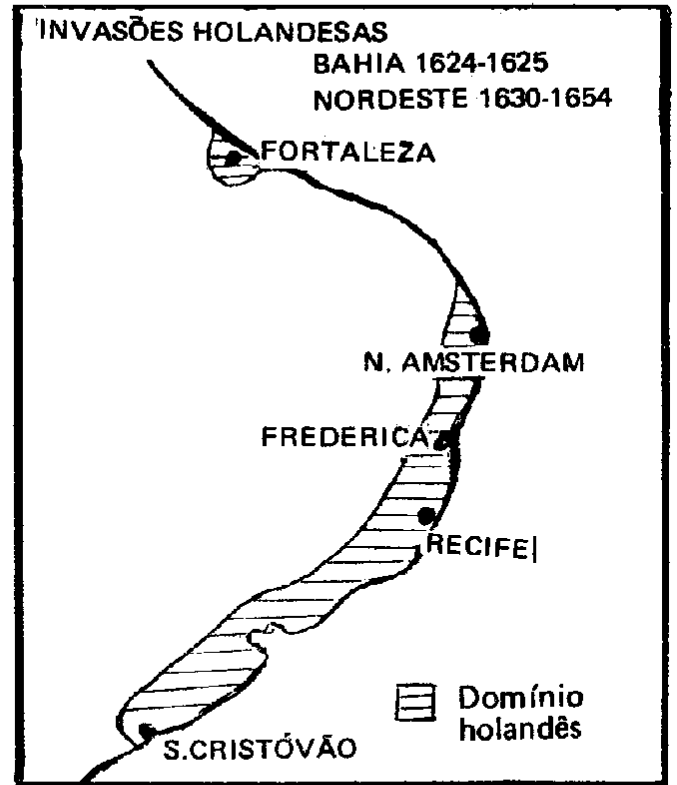 INVASÕES HOLANDESAS
BAHIA 1624-1625
NORDESTE 1630-1654
FORTALEZA
N. AMSTERDAM
FREDERICA
RECIFE
S.CRISTÓVÃO
Domínio
holandês